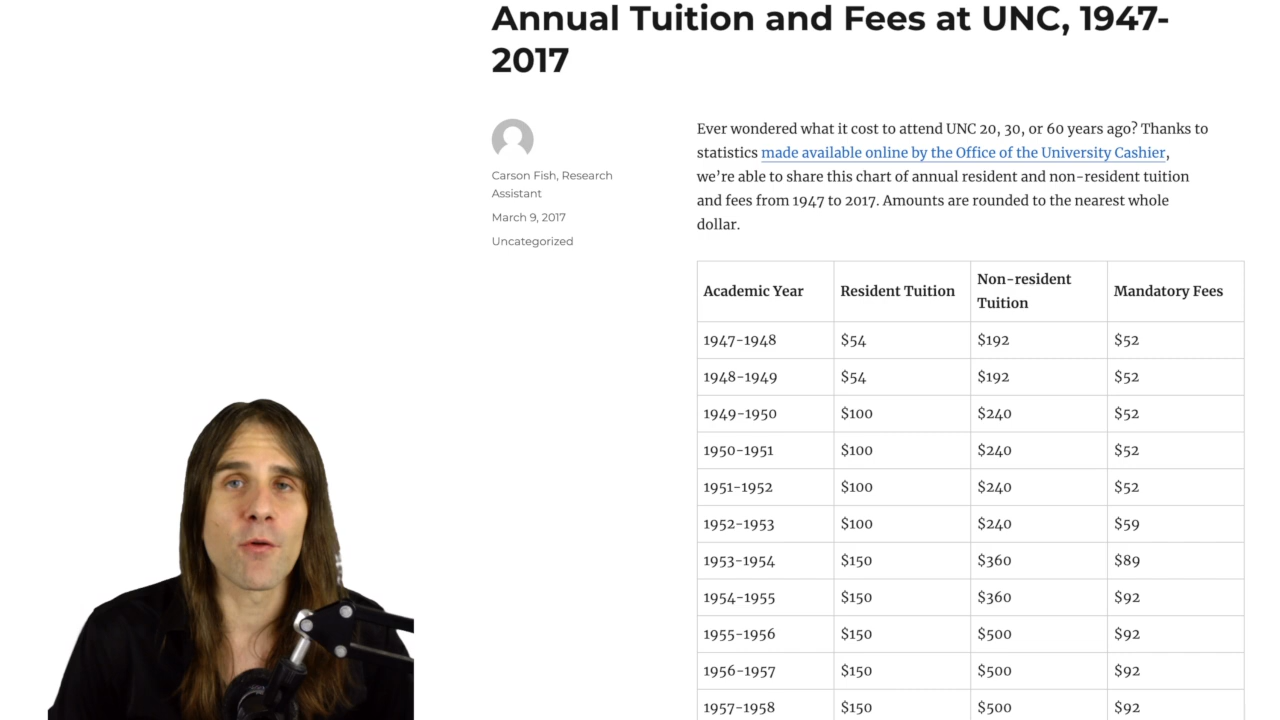 Annual Tuition and Fees at UNC, 1947-
2017
Carson Fish, Research
Assistant
March 9, 2017
Uncategorized
Ever wondered what it cost to attend UNC 20, 30, or 60 years ago? Thanks to
statistics made available online by the Office of the University Cashier,
we’re able to share this chart of annual resident and non-resident tuition
and fees from 1947 to 2017. Amounts are rounded to the nearest whole
dollar.
Academic Year Resident Tuition Non-resident Tuition Mandatory Fees
1947-1948 $54 $192 $52
1948-1949 $54 $192 $52
1949-1950 $100 $240 $52
1950-1951 $100 $240 $52
1951-1952 $100 $240 $52
1952-1953 $100 $240 $59
1953-1954 $150 $360 $89
1954-1955 $150 $360 $92
1955-1956 $150 $500 $92
1956-1957 $150 $500 $92
1957-1958 $150 $500 $92